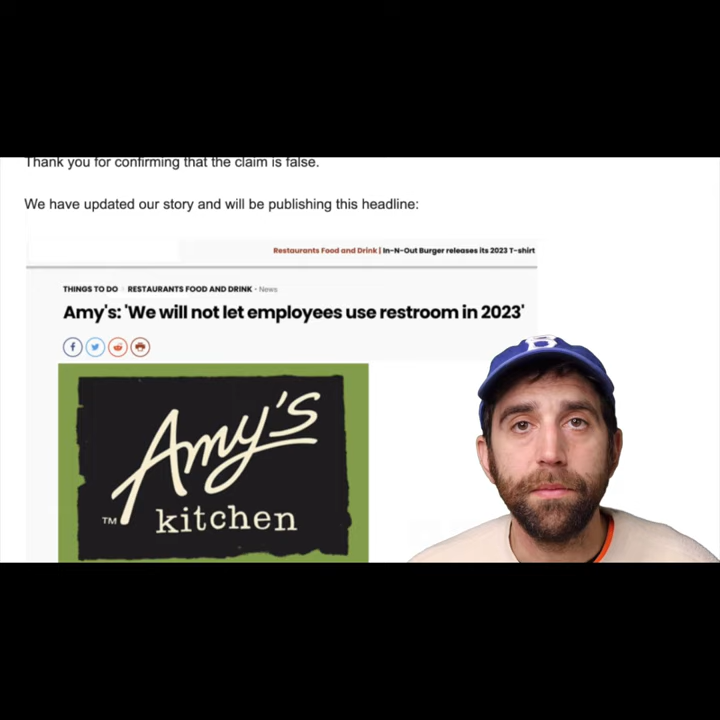 Thank you for confirming that the claim is false.
We have updated our story and will be publishing this headline:
Restaurants Food and Drink | In-N-Out Burger releases its 2023 T-shirt
THINGS TO DO RESTAURANTS FOOD AND DRINK • News
Amy's: 'We will not let employees use restroom in 2023'
Amy's
TM kitchen
B